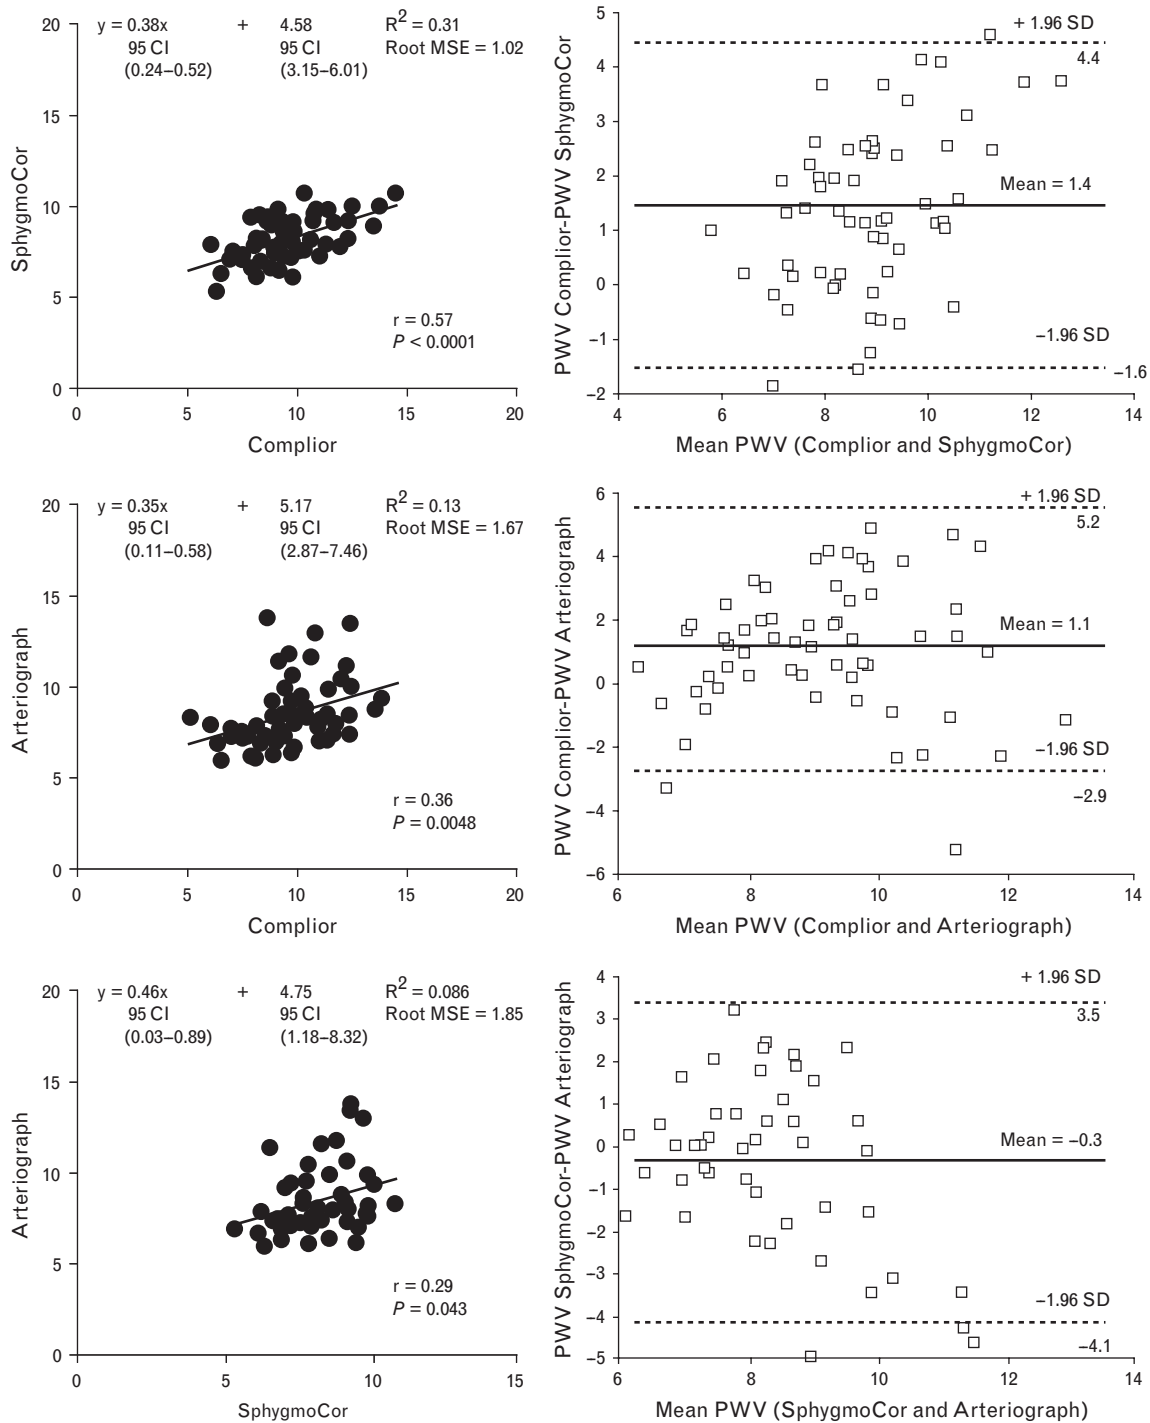 y = 0.38x + 4.58 R2 = 0.31
95 CI 95 CI Root MSE = 1.02
(0.24–0.52) (3.15–6.01)
20
15
10
5
0
SphygmoCor
r = 0.57
P < 0.0001
0 5 10 15 20
Complior
5
4
3
2
1
0
–1
–2
PWV Complior-PWV SphygmoCor
+ 1.96 SD
4.4
Mean = 1.4
–1.96 SD
–1.6
4 6 8 10 12 14
Mean PWV (Complior and SphygmoCor)
y = 0.35x + 5.17 R2 = 0.13
95 CI 95 CI Root MSE = 1.67
(0.11–0.58) (2.87–7.46)
20
15
10
5
0
Arteriograph
r = 0.36
P = 0.0048
0 5 10 15 20
Complior
6
4
2
0
–2
–4
–6
PWV Complior-PWV Arteriograph
+ 1.96 SD
5.2
Mean = 1.1
–1.96 SD
–2.9
6 8 10 12 14
Mean PWV (Complior and Arteriograph)
y = 0.46x + 4.75 R2 = 0.086
95 CI 95 CI Root MSE = 1.85
(0.03–0.89) (1.18–8.32)
20
15
10
5
0
Arteriograph
r = 0.29
P = 0.043
0 5 10 15
SphygmoCor
4
3
2
1
0
–1
–2
–3
–4
–5
PWV SphygmoCor-PWV Arteriograph
+ 1.96 SD
3.5
Mean = –0.3
–1.96 SD
–4.1
6 8 10 12 14
Mean PWV (SphygmoCor and Arteriograph)